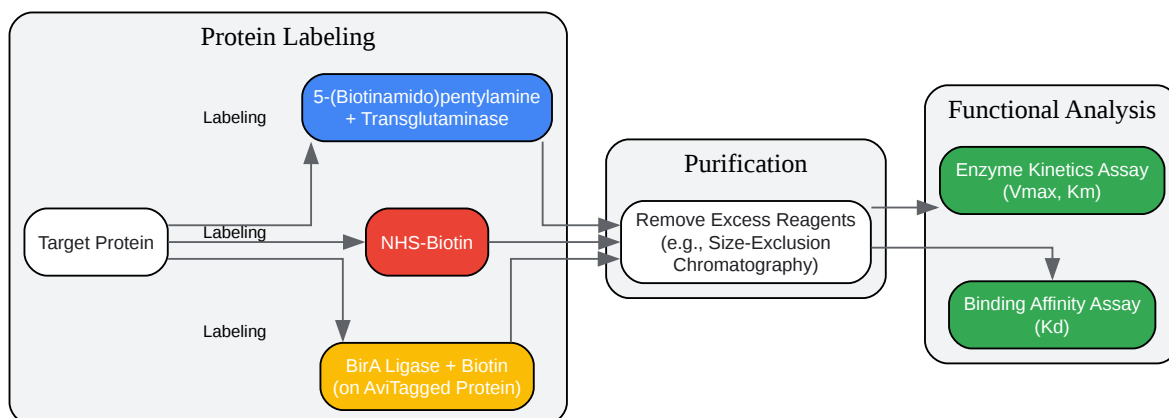 Protein Labeling
5-(Biotinamido)pentylamine
+ Transglutaminase
Labeling
Target Protein
Labeling
NHS-Biotin
Labeling
BirA Ligase + Biotin
(on AviTagged Protein)
Purification
Remove Excess Reagents
(e.g., Size-Exclusion
Chromatography)
Functional Analysis
Enzyme Kinetics Assay
(Vmax, Km)
Binding Affinity Assay
(Kd)